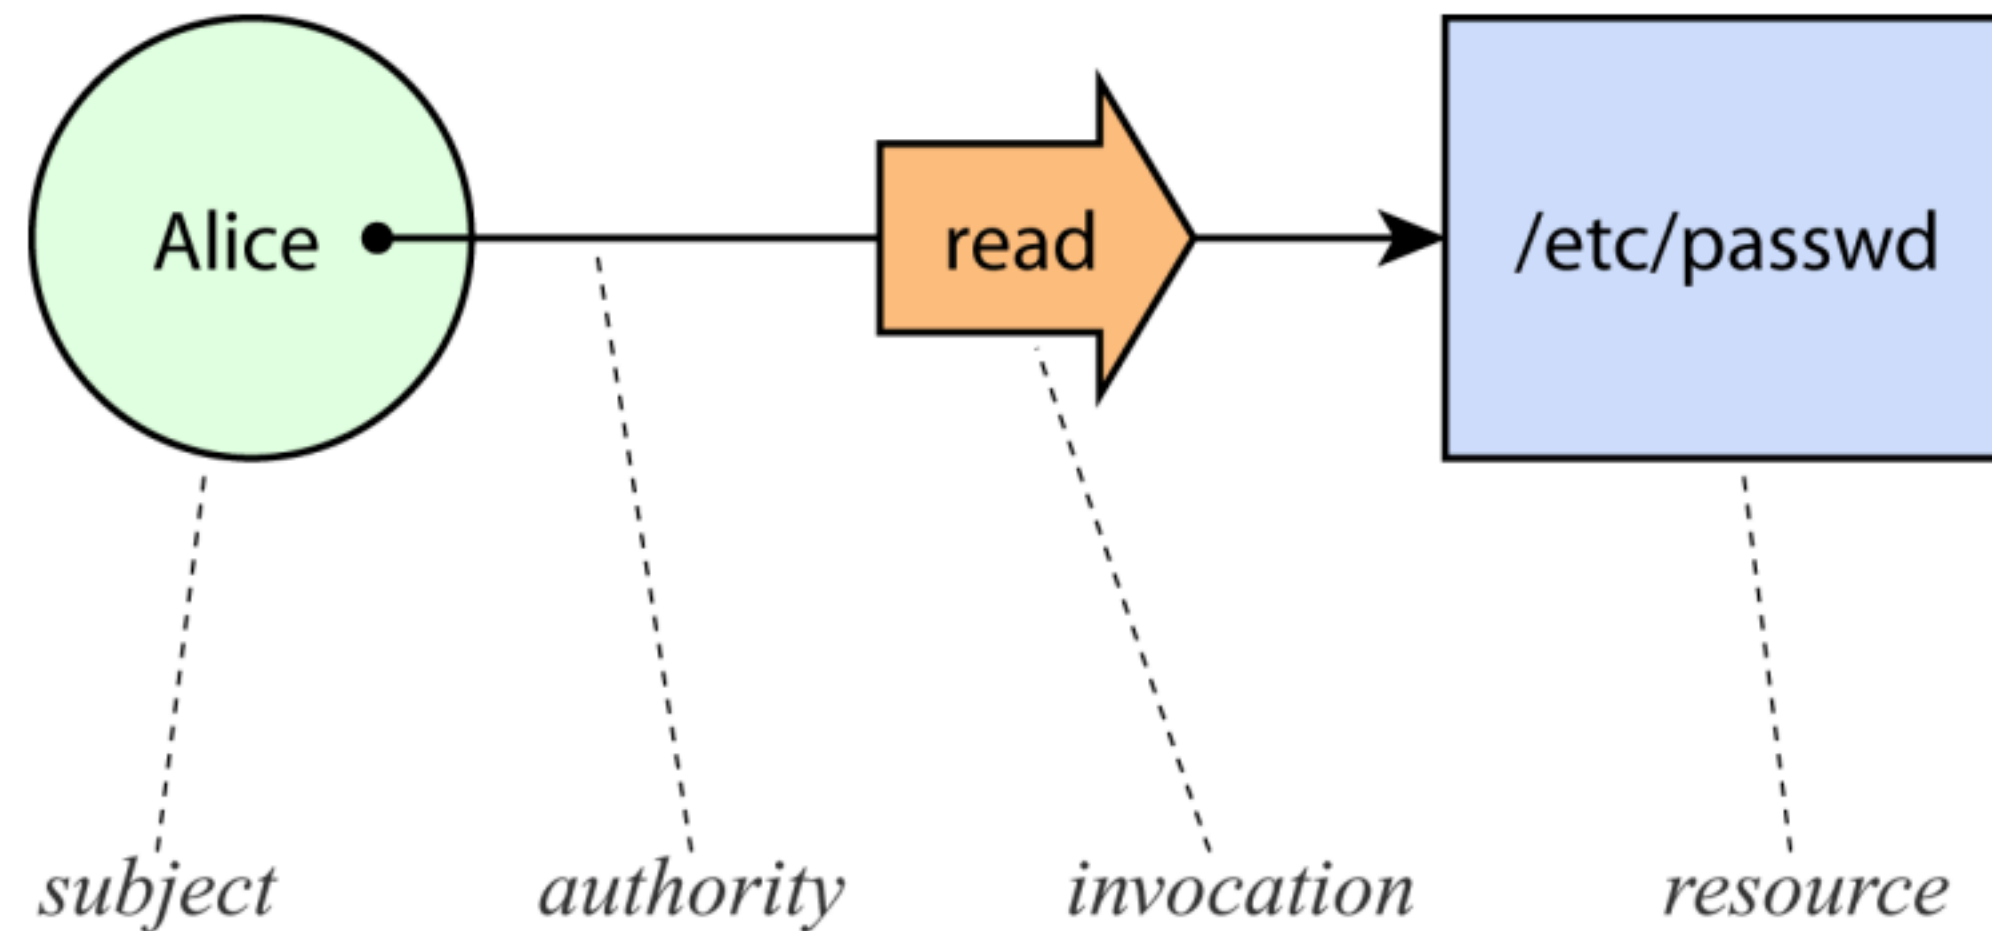 Alice
read
/etc/passwd
subject
authority
invocation
resource